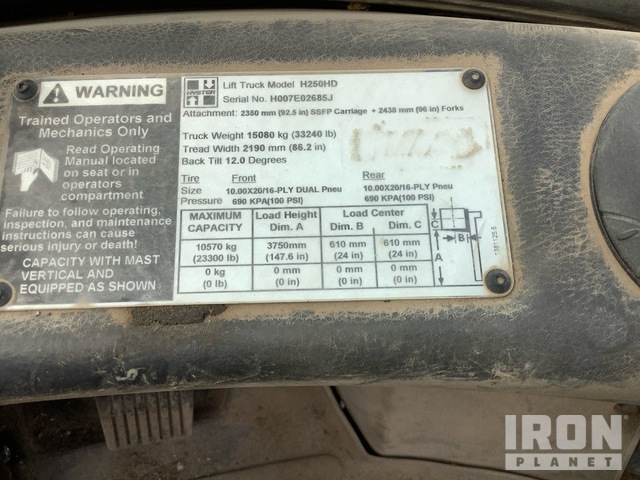 WARNING
Trained Operators and
Mechanics Only
Read Operating
Manual located
on seat or in
operators
compartment
Failure to follow operating,
inspection, and maintenance
instructions can cause
serious injury or death!
CAPACITY WITH MAST
VERTICAL AND
EQUIPPED AS SHOWN
HYSTER
Lift Truck Model H250HD
Serial No. H007E02685J
Attachment: 2350 mm (92.5 in) SSFP Carriage + 2438 mm (96 in) Forks
Truck Weight 15080 kg (33240 lb)
Tread Width 2190 mm (86.2 in)
Back Tilt 12.0 Degrees
Tire Front Rear
Size 10.00X20/16-PLY DUAL Pneu 10.00X20/16-PLY Pneu
Pressure 690 KPA(100 PSI) 690 KPA(100 PSI)
MAXIMUM CAPACITY Load Height Dim. A Load Center Dim. B Dim. C
10570 kg 3750mm 610 mm 610 mm
(23300 lb) (147.6 in) (24 in) (24 in)
0 kg 0 mm 0 mm 0 mm
(0 lb) (0 in) (0 in) (0 in)
C
B
A
IRON
PLANET